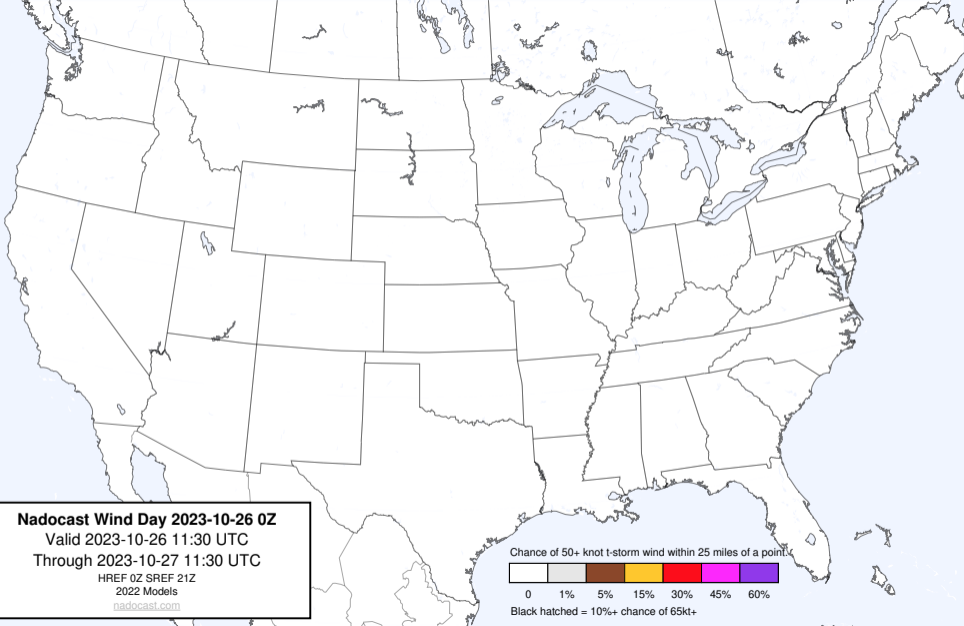 Nadocast Wind Day 2023-10-26 0Z
Valid 2023-10-26 11:30 UTC
Through 2023-10-27 11:30 UTC
HREF 0Z SREF 21Z
2022 Models
nadocast.com
Chance of 50+ knot t-storm wind within 25 miles of a point.
0 1% 5% 15% 30% 45% 60%
Black hatched = 10%+ chance of 65kt+